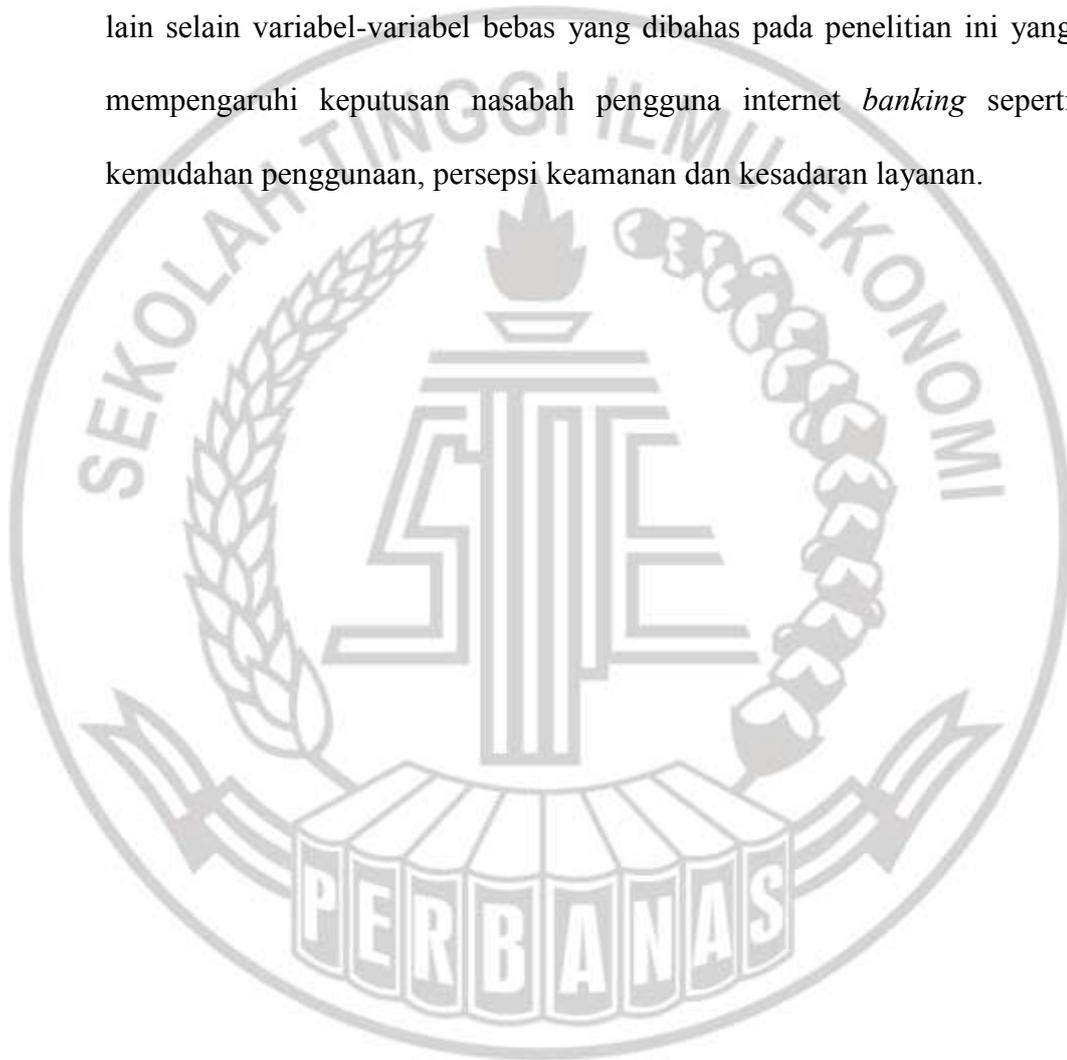 lain selain variabel-variabel bebas yang dibahas pada penelitian ini yang
mempengaruhi keputusan nasabah pengguna internet banking seperti
kemudahan penggunaan, persepsi keamanan dan kesadaran layanan.
SEKOLAH TINGGI ILMU EKONOMI
STIE
PERBANAS